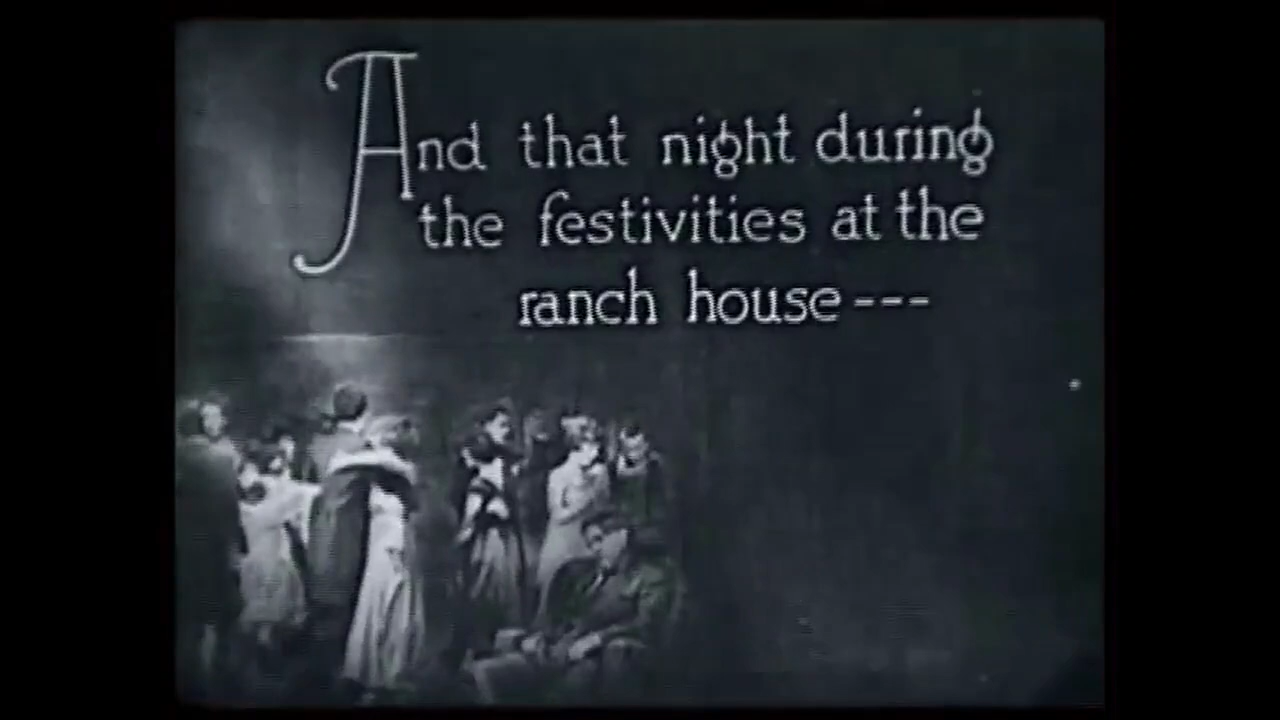 And that night during
the festivities at the
ranch house---